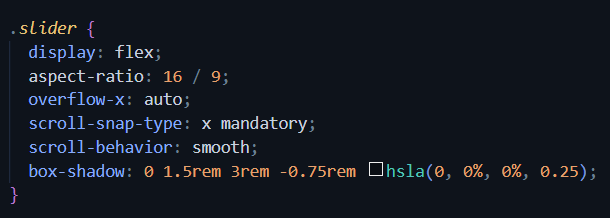 .slider {
display: flex;
aspect-ratio: 16 / 9;
overflow-x: auto;
scroll-snap-type: x mandatory;
scroll-behavior: smooth;
box-shadow: 0 1.5rem 3rem -0.75rem hsla(0, 0%, 0%, 0.25);
}